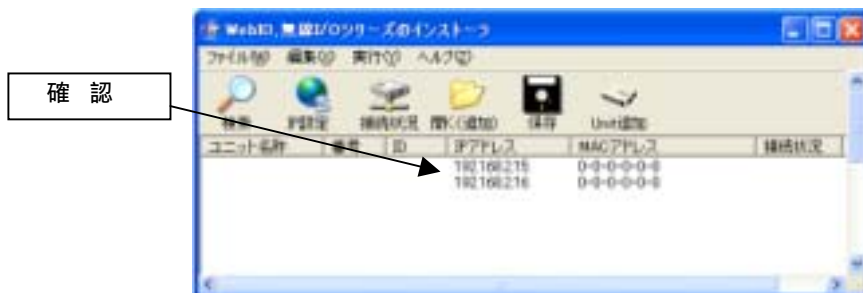 WebIO,無線I/Oシリーズのインストーラ
ファイル(W) 編集(V) 実行(Y) ヘルプ(Z)
確 認
検索 IP設定 接続状況 開く(追加) 保存 Unit追加
ユニット名称 番号 ID IPアドレス MACアドレス 接続状況
192.168.2.15 0-0-0-0-0-0
192.168.2.16 0-0-0-0-0-0